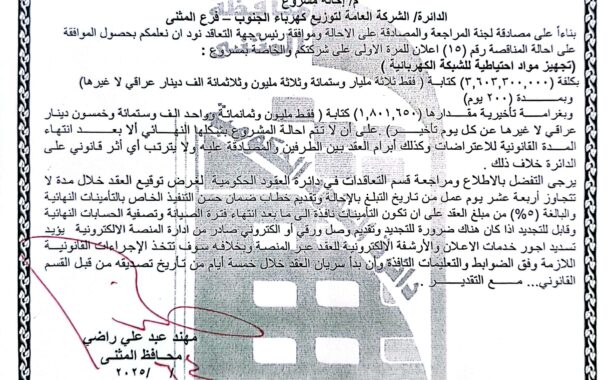 م/ إحالة مشروع
الدائرة/ الشركة العامة لتوزيع كهرباء الجنوب – فرع المثنى
بناءاً على مصادقة لجنة المراجعة والمصادقة على الاحالة وموافقة رئيس جهة التعاقد نود ان نعلمكم بحصول الموافقة
على احالة المناقصة رقم (١٥) اعلان للمرة الاولى على شركتكم والخاصة بمشروع :
( تجهيز مواد احتياطية للشبكة الكهربائية )
بكلفة (٣,٦٠٣,٣٠٠,٠٠٠) كتابة ( فقط ثلاثة مليار وستمائة وثلاثة مليون وثلاثمائة الف دينار عراقي لا غيرها)
وبمدة (٢٠٠ يوم)
وبغرامة تأخيرية مقدارها (١,٨٠١,٦٥٠) كتابة (فقط مليون وثمانمائة وواحد الف وستمائة وخمسون دينار
عراقي لا غيرها عن كل يوم تأخير) على ان لا تتم احالة المشروع بشكلها النهائي ألا بعد انتهاء
المدة القانونية للاعتراضات وكذلك أبرام العقد بين الطرفين والمصادقة عليه ولا يترتب أي أثر قانوني على
الدائرة خلاف ذلك
يرجى التفضل بالاطلاع ومراجعة قسم التعاقدات في دائرة العقود الحكومية لغرض توقيع العقد خلال مدة لا
تتجاوز أربعة عشر يوم عمل من تاريخ التبلغ بالإحالة وتقديم خطاب ضمان حسن التنفيذ الخاص بالتأمينات النهائية
والبالغة (٥%) من مبلغ العقد على ان تكون التأمينات نافذة الى ما بعد انتهاء فترة الصيانة وتصفية الحسابات النهائية
وقابل للتجديد اذا كان هناك ضرورة للتجديد وتقديم وصل ورقي أو الكتروني صادر من ادارة المنصة الالكترونية يؤيد
تسديد اجور خدمات الاعلان والأرشفة الالكترونية للعقد عبر المنصة وبخلافه سوف تتخذ الإجراءات القانونية
اللازمة وفق الضوابط والتعليمات النافذة وأن يبدأ سريان العقد خلال خمسة أيام من تأريخ تصديقه من قبل القسم
القانوني... مع التقدير .
مهند عبد علي راضي
محافظ المثنى
/ /٢٠٢٥